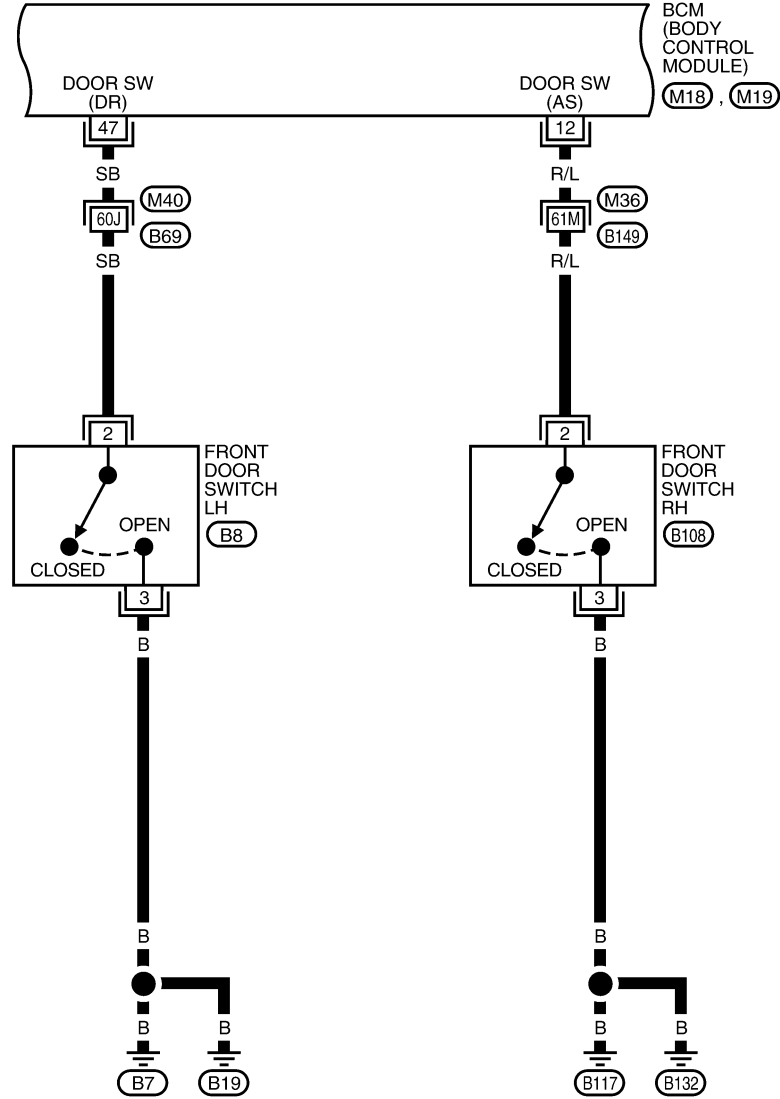 BCM
(BODY
CONTROL
MODULE)
M18 , M19
DOOR SW
(DR)
DOOR SW
(AS)
47
12
SB
R/L
M40
M36
60J
61M
B69
B149
SB
R/L
2
2
FRONT
DOOR
SWITCH
LH
B8
FRONT
DOOR
SWITCH
RH
B108
OPEN
CLOSED
OPEN
CLOSED
3
3
B
B
B
B
B
B
B
B
B7
B19
B117
B132